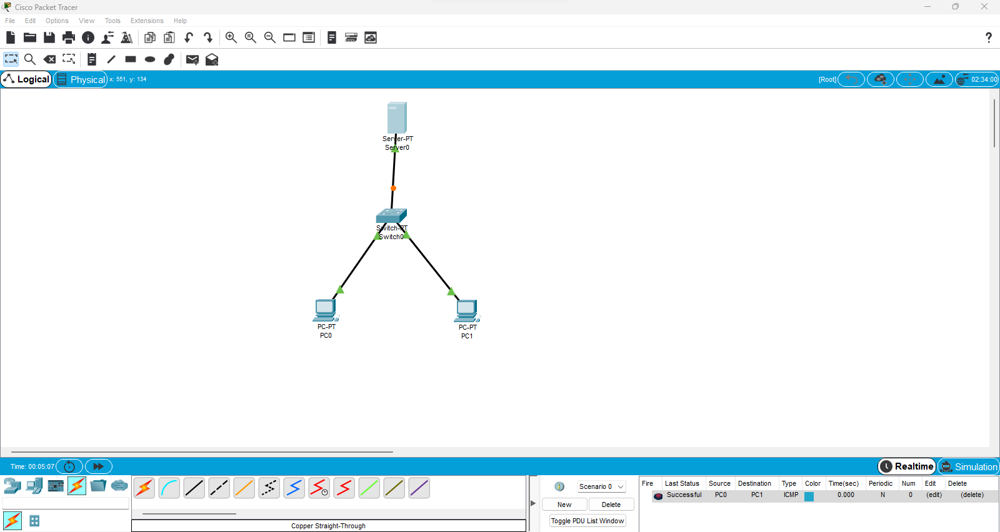 Cisco Packet Tracer
File Edit Options View Tools Extensions Help
?
Logical Physical x: 551, y: 134 [Root] 02:34:00
Server-PT
Server0
Switch-PT
Switch0
PC-PT
PC0
PC-PT
PC1
Time: 00:05:07 Realtime Simulation
Scenario 0
New Delete
Toggle PDU List Window
Fire Last Status Source Destination Type Color Time(sec) Periodic Num Edit Delete
Successful PC0 PC1 ICMP 0.000 N 0 (edit) (delete)
Copper Straight-Through